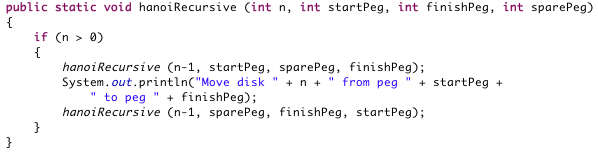 public static void hanoiRecursive (int n, int startPeg, int finishPeg, int sparePeg)
{
    if (n > 0)
    {
        hanoiRecursive (n-1, startPeg, sparePeg, finishPeg);
        System.out.println("Move disk " + n + " from peg " + startPeg +
            " to peg " + finishPeg);
        hanoiRecursive (n-1, sparePeg, finishPeg, startPeg);
    }
}